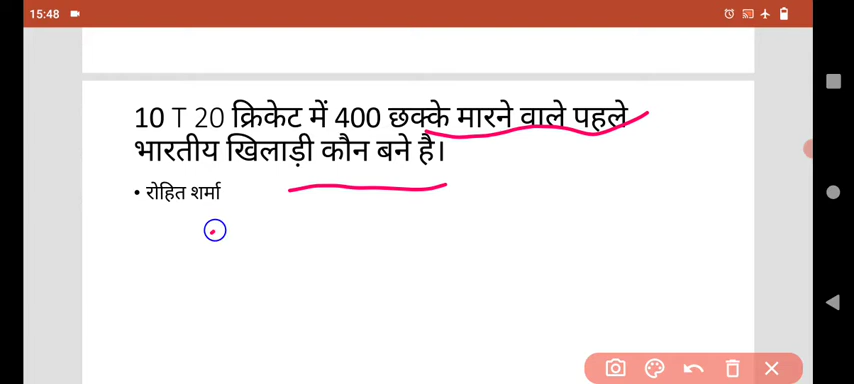 15:48
10 T 20 क्रिकेट में 400 छक्के मारने वाले पहले
भारतीय खिलाड़ी कौन बने है।
• रोहित शर्मा